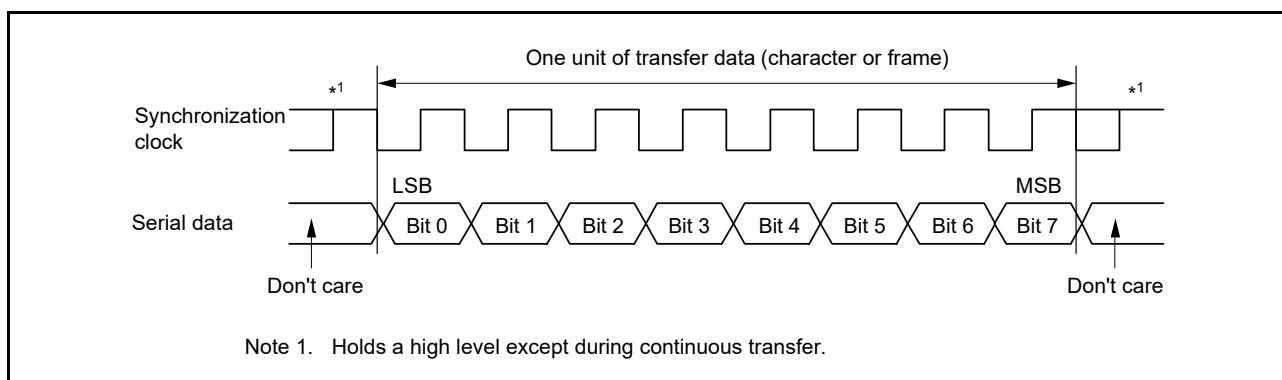 One unit of transfer data (character or frame)
*1 *1
Synchronization
clock
LSB MSB
Serial data Bit 0 Bit 1 Bit 2 Bit 3 Bit 4 Bit 5 Bit 6 Bit 7
Don't care Don't care
Note 1. Holds a high level except during continuous transfer.